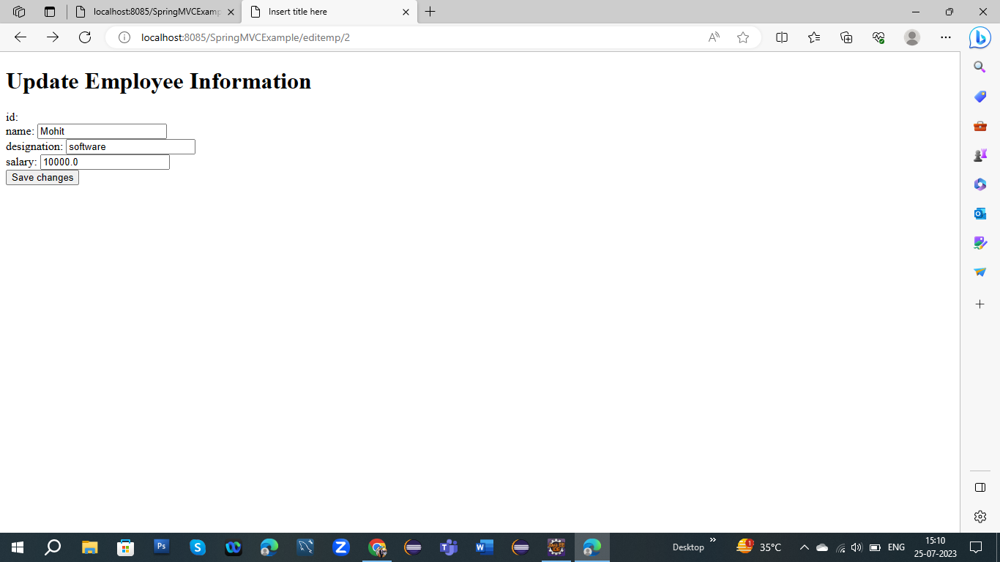 localhost:8085/SpringMVCExamp
Insert title here
localhost:8085/SpringMVCExample/editemp/2
Update Employee Information
id:
name: Mohit
designation: software
salary: 10000.0
Save changes
Desktop
1
35°C
ENG
15:10
25-07-2023